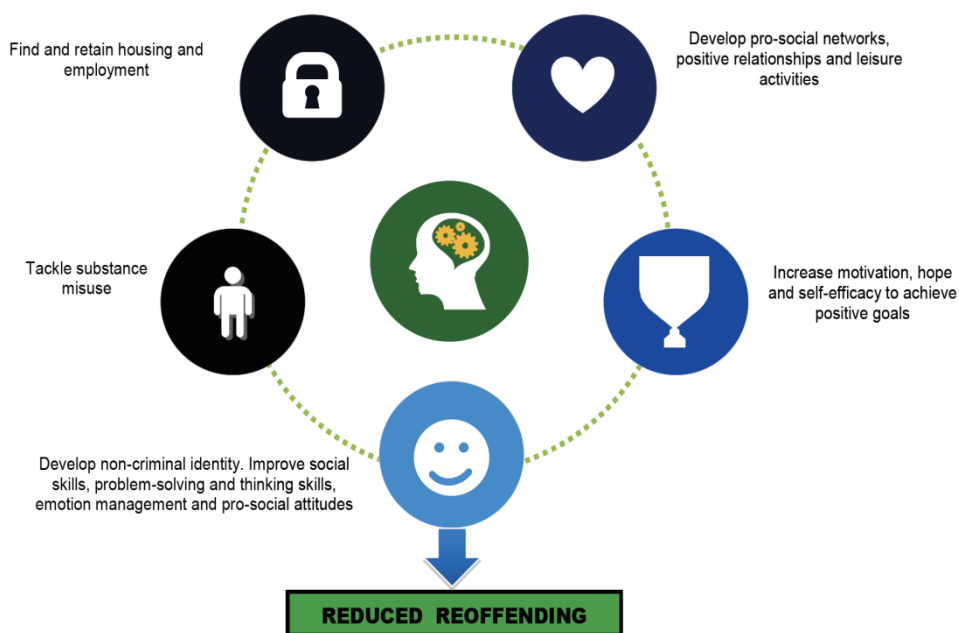 Find and retain housing and
employment
Develop pro-social networks,
positive relationships and leisure
activities
Tackle substance
misuse
Increase motivation, hope
and self-efficacy to achieve
positive goals
Develop non-criminal identity. Improve social
skills, problem-solving and thinking skills,
emotion management and pro-social attitudes
REDUCED REOFFENDING